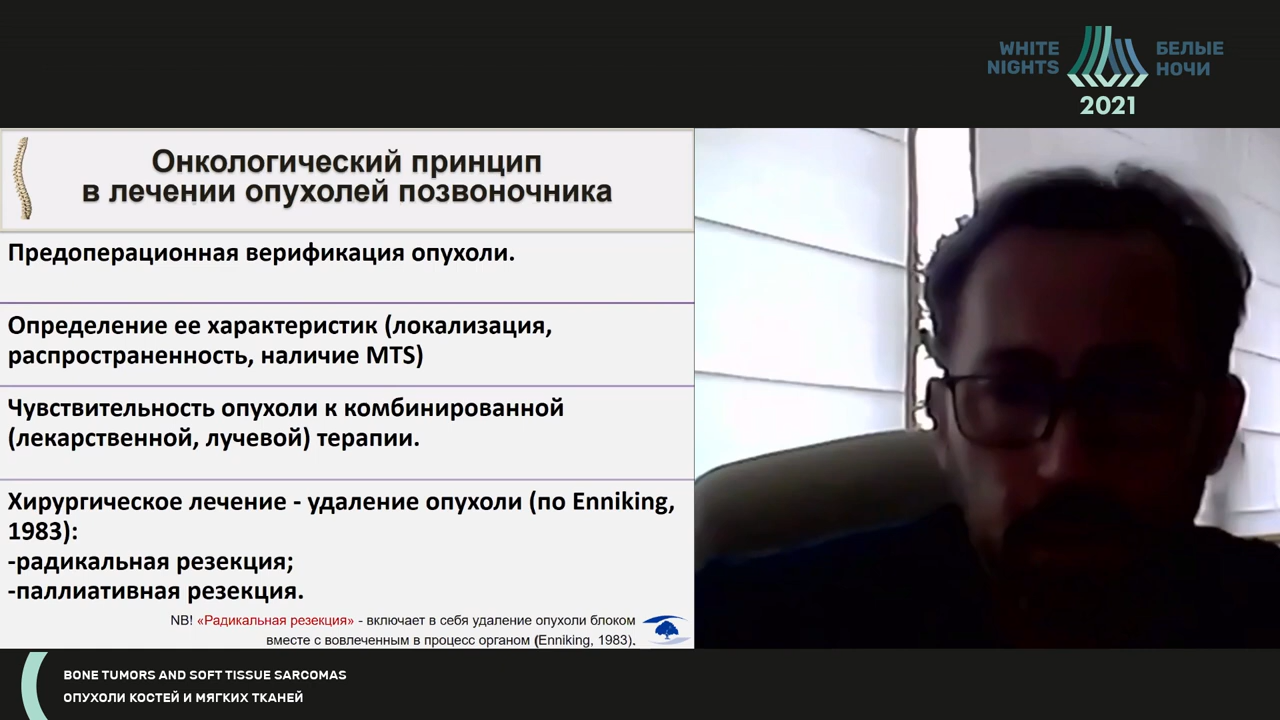 WHITE NIGHTS
БЕЛЫЕ НОЧИ
2021
Онкологический принцип
в лечении опухолей позвоночника
Предоперационная верификация опухоли.
Определение ее характеристик (локализация,
распространенность, наличие MTS)
Чувствительность опухоли к комбинированной
(лекарственной, лучевой) терапии.
Хирургическое лечение - удаление опухоли (по Enniking,
1983):
-радикальная резекция;
-паллиативная резекция.
NB! «Радикальная резекция» - включает в себя удаление опухоли блоком
вместе с вовлеченным в процесс органом (Enniking, 1983).
BONE TUMORS AND SOFT TISSUE SARCOMAS
ОПУХОЛИ КОСТЕЙ И МЯГКИХ ТКАНЕЙ